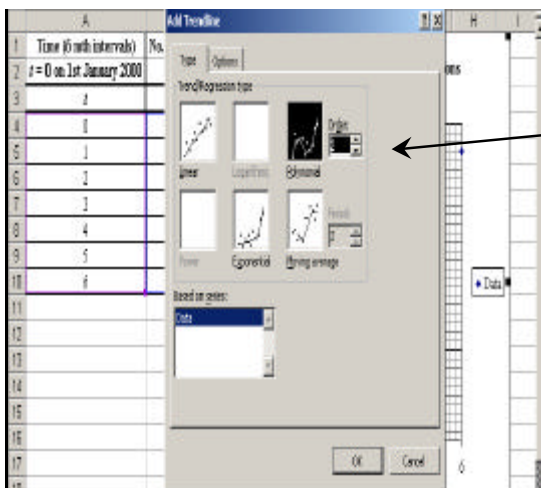 A
Add Trendline
H
I
1
Time (6 mth intervals)
No.
2
t = 0 on 1st January 2000
ons
3
t
4
0
5
1
6
2
7
3
8
4
9
5
10
6
11
12
13
14
15
16
17
Type
Options
Trend/Regression type
Order:
Linear
Logarithmic
Polynomial
Period:
2
Power
Exponential
Moving average
Based on series:
Data
Data
OK
Cancel
6